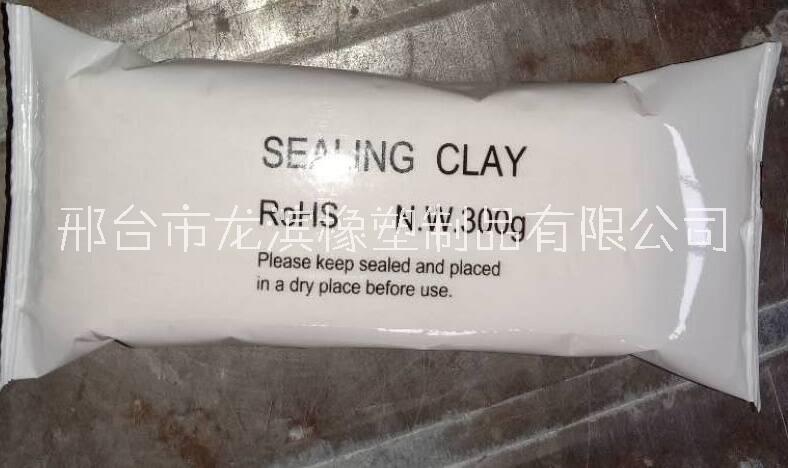 SEALING CLAY
RoHS N.W.300g
邢台市龙滨橡塑制品有限公司
Please keep sealed and placed
in a dry place before use.